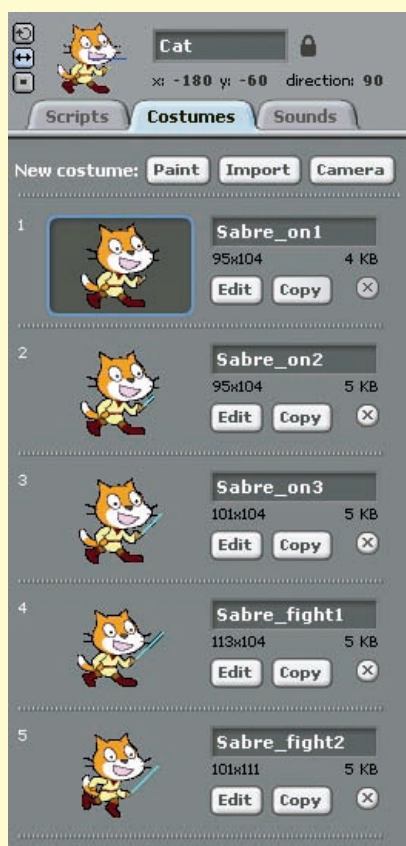 Cat
x: -180 y: -60 direction: 90
Scripts Costumes Sounds
New costume: Paint Import Camera
1 Sabre_on1
95x104 4 KB
Edit Copy
2 Sabre_on2
95x104 5 KB
Edit Copy
3 Sabre_on3
101x104 5 KB
Edit Copy
4 Sabre_fight1
113x104 5 KB
Edit Copy
5 Sabre_fight2
101x111 5 KB
Edit Copy